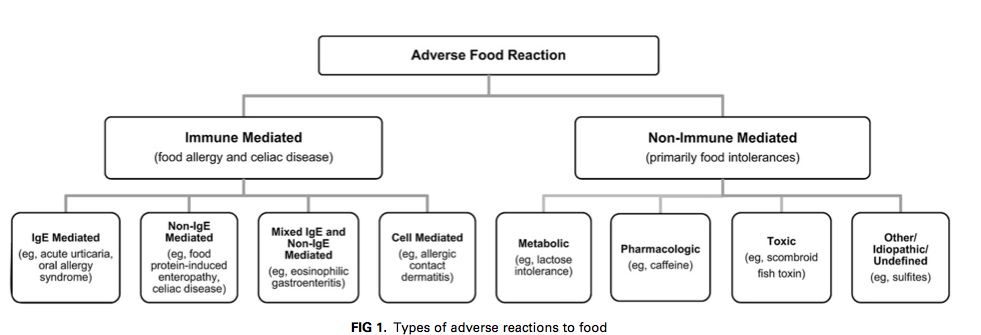 Adverse Food Reaction
Immune Mediated
(food allergy and celiac disease)
Non-Immune Mediated
(primarily food intolerances)
IgE Mediated
(eg, acute urticaria,
oral allergy
syndrome)
Non-IgE
Mediated
(eg, food
protein-induced
enteropathy,
celiac disease)
Mixed IgE and
Non-IgE
Mediated
(eg, eosinophilic
gastroenteritis)
Cell Mediated
(eg, allergic
contact
dermatitis)
Metabolic
(eg, lactose
intolerance)
Pharmacologic
(eg, caffeine)
Toxic
(eg, scombroid
fish toxin)
Other/
Idiopathic/
Undefined
(eg, sulfites)
FIG 1. Types of adverse reactions to food